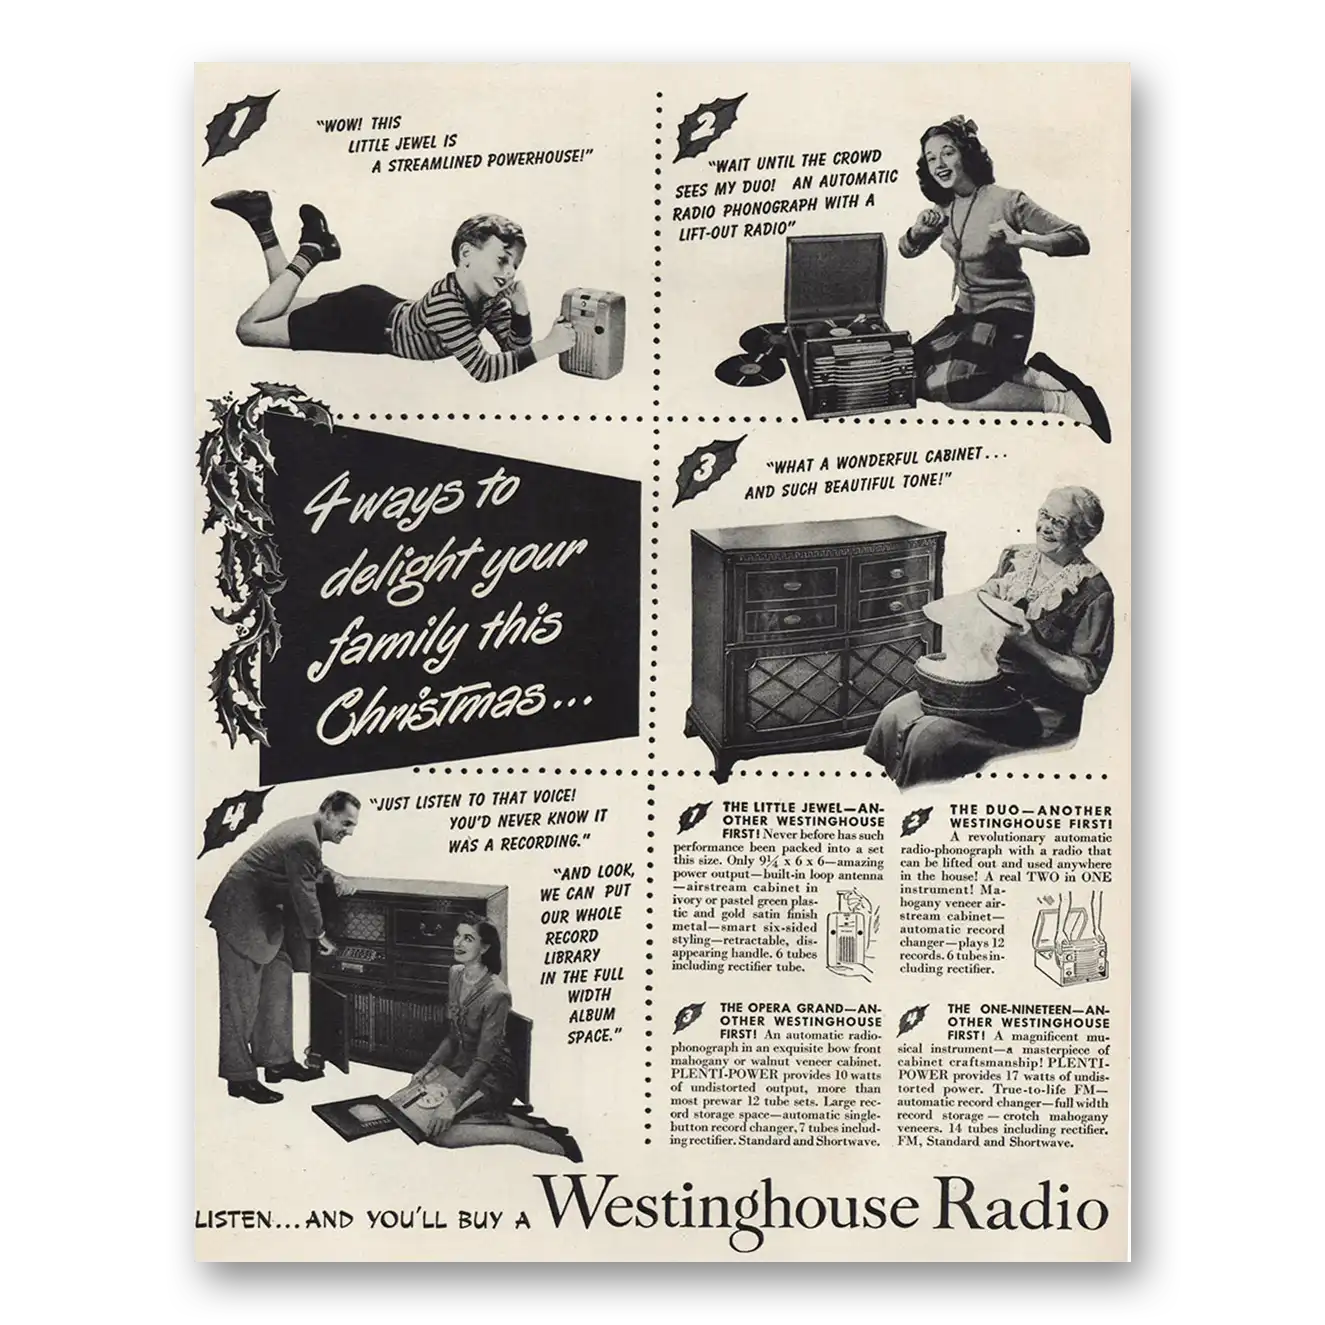 1
"WOW! THIS
LITTLE JEWEL IS
A STREAMLINED POWERHOUSE!"
2
"WAIT UNTIL THE CROWD
SEES MY DUO! AN AUTOMATIC
RADIO PHONOGRAPH WITH A
LIFT-OUT RADIO"
4 ways to
delight your
family this
Christmas...
3
"WHAT A WONDERFUL CABINET...
AND SUCH BEAUTIFUL TONE!"
4
"JUST LISTEN TO THAT VOICE!
YOU'D NEVER KNOW IT
WAS A RECORDING."
"AND LOOK,
WE CAN PUT
OUR WHOLE
RECORD
LIBRARY
IN THE FULL
WIDTH
ALBUM
SPACE."
1
THE LITTLE JEWEL—AN-
OTHER WESTINGHOUSE
FIRST! Never before has such
performance been packed into a set
this size. Only 9¼ x 6 x 6—amazing
power output—built-in loop antenna
—airstream cabinet in
ivory or pastel green plas-
tic and gold satin finish
metal—smart six-sided
styling—retractable, dis-
appearing handle. 6 tubes
including rectifier tube.
2
THE DUO—ANOTHER
WESTINGHOUSE FIRST!
A revolutionary automatic
radio-phonograph with a radio that
can be lifted out and used anywhere
in the house! A real TWO in ONE
instrument! Ma-
hogany veneer air-
stream cabinet—
automatic record
changer—plays 12
records. 6 tubes in-
cluding rectifier.
3
THE OPERA GRAND—AN-
OTHER WESTINGHOUSE
FIRST! An automatic radio-
phonograph in an exquisite bow front
mahogany or walnut veneer cabinet.
PLENTI-POWER provides 10 watts
of undistorted output, more than
most prewar 12 tube sets. Large rec-
ord storage space—automatic single-
button record changer, 7 tubes includ-
ing rectifier. Standard and Shortwave.
4
THE ONE-NINETEEN—AN-
OTHER WESTINGHOUSE
FIRST! A magnificent mu-
sical instrument—a masterpiece of
cabinet craftsmanship! PLENTI-
POWER provides 17 watts of undis-
torted power. True-to-life FM—
automatic record changer—full width
record storage — crotch mahogany
veneers. 14 tubes including rectifier.
FM, Standard and Shortwave.
LISTEN...AND YOU'LL BUY A Westinghouse Radio